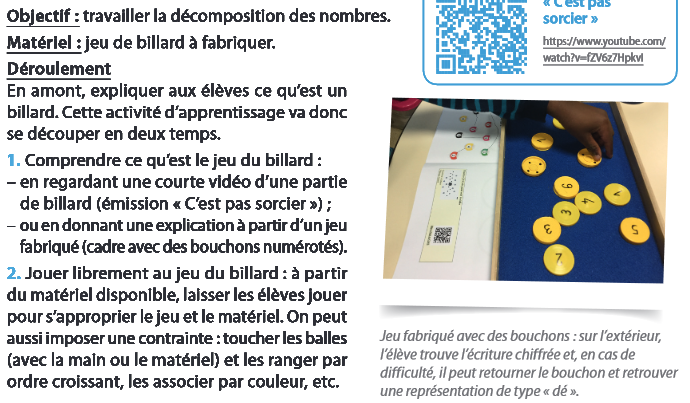 Objectif : travailler la décomposition des nombres.
Matériel : jeu de billard à fabriquer.
Déroulement
En amont, expliquer aux élèves ce qu'est un
billard. Cette activité d'apprentissage va donc
se découper en deux temps.
1. Comprendre ce qu'est le jeu du billard :
– en regardant une courte vidéo d'une partie
de billard (émission « C'est pas sorcier ») ;
– ou en donnant une explication à partir d'un jeu
fabriqué (cadre avec des bouchons numérotés).
2. Jouer librement au jeu du billard : à partir
du matériel disponible, laisser les élèves jouer
pour s'approprier le jeu et le matériel. On peut
aussi imposer une contrainte : toucher les balles
(avec la main ou le matériel) et les ranger par
ordre croissant, les associer par couleur, etc.
« C'est pas
sorcier »
https://www.youtube.com/
watch?v=fZV6z7HpkvI
Jeu fabriqué avec des bouchons : sur l'extérieur,
l'élève trouve l'écriture chiffrée et, en cas de
difficulté, il peut retourner le bouchon et retrouver
une représentation de type « dé ».